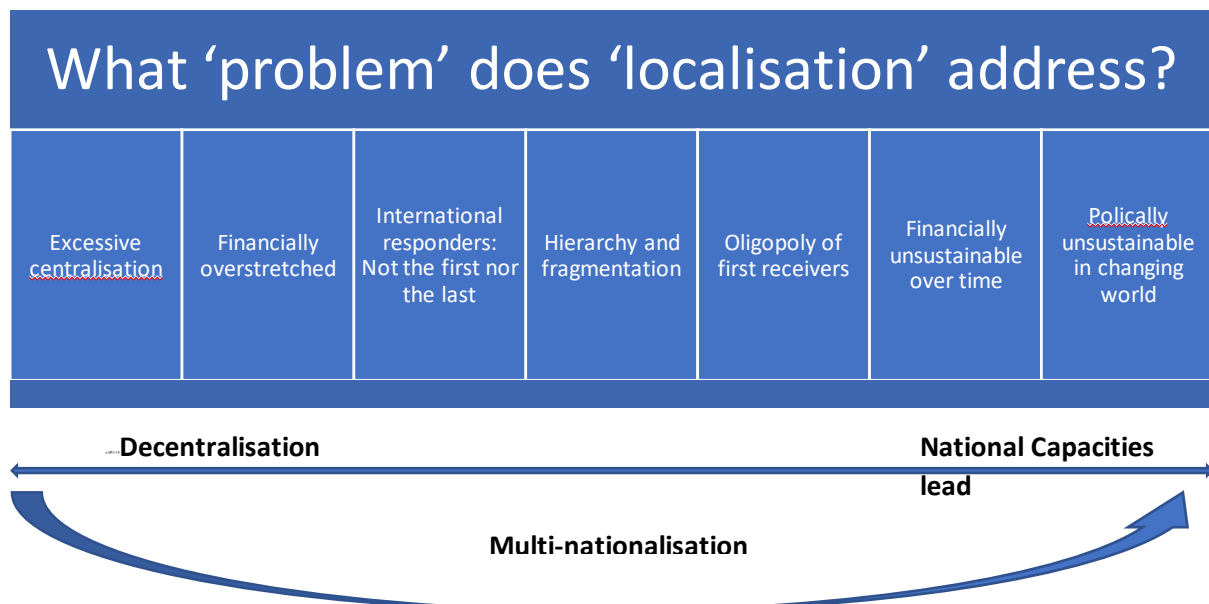 What ‘problem’ does ‘localisation’ address?
Excessive
centralisation
Financially
overstretched
International
responders:
Not the first nor
the last
Hierarchy and
fragmentation
Oligopoly of
first receivers
Financially
unsustainable
over time
Polically
unsustainable
in changing
world
Decentralisation
National Capacities
lead
Multi-nationalisation